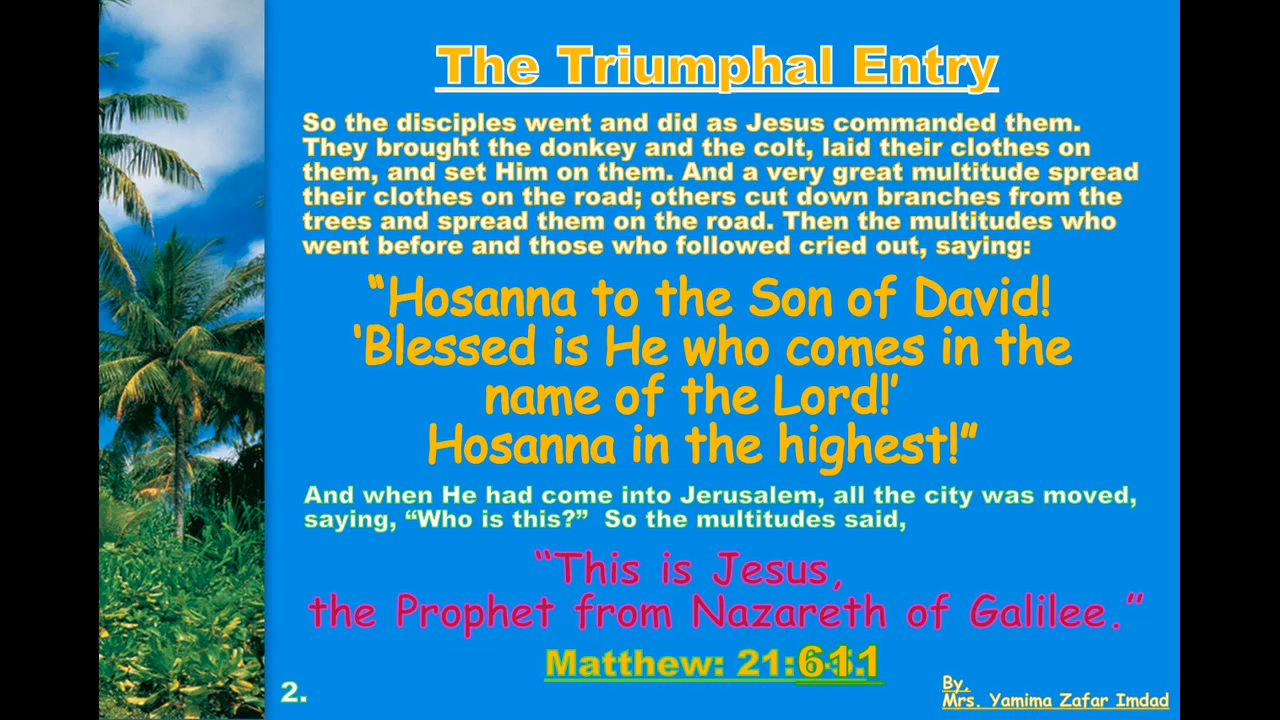 The Triumphal Entry
So the disciples went and did as Jesus commanded them.
They brought the donkey and the colt, laid their clothes on
them, and set Him on them. And a very great multitude spread
their clothes on the road; others cut down branches from the
trees and spread them on the road. Then the multitudes who
went before and those who followed cried out, saying:
“Hosanna to the Son of David!
‘Blessed is He who comes in the
name of the Lord!’
Hosanna in the highest!”
And when He had come into Jerusalem, all the city was moved,
saying, “Who is this?” So the multitudes said,
“This is Jesus,
the Prophet from Nazareth of Galilee.”
Matthew: 21:
2.
By,
Mrs. Yamima Zafar Imdad